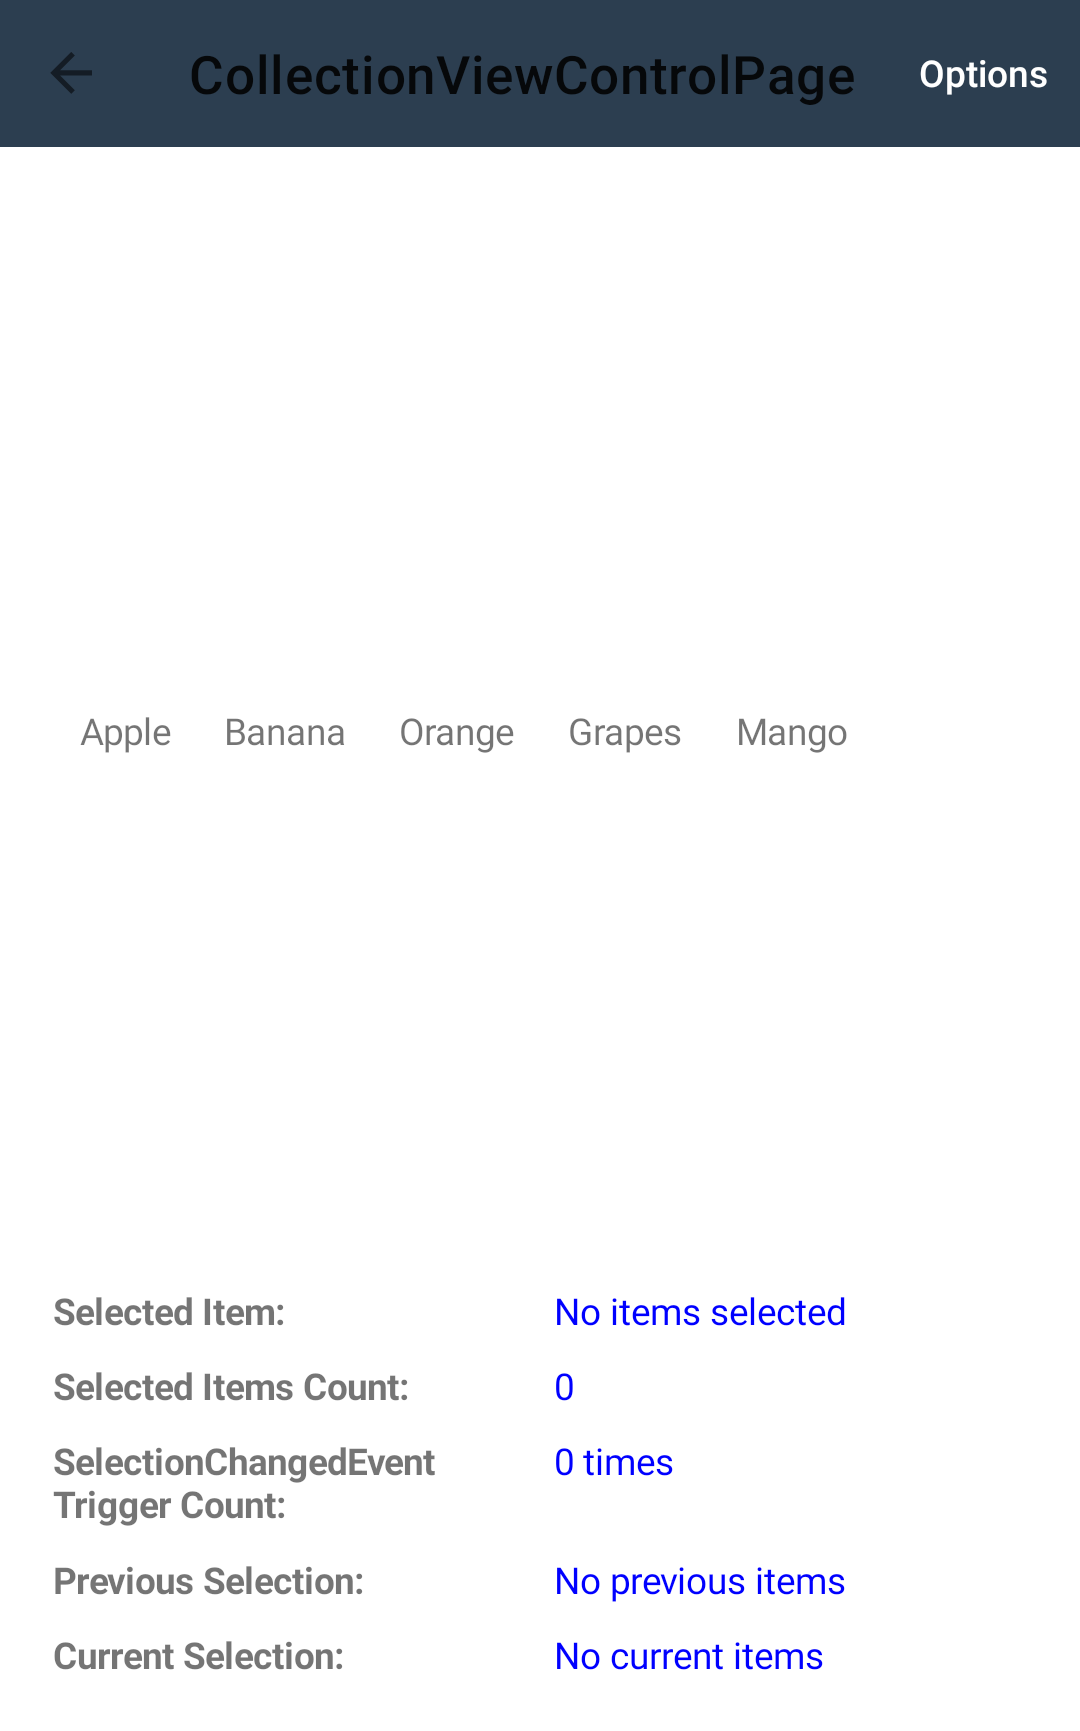 CollectionViewControlPage Options
Apple Banana Orange Grapes Mango
Selected Item: No items selected
Selected Items Count: 0
SelectionChangedEvent 0 times
Trigger Count:
Previous Selection: No previous items
Current Selection: No current items